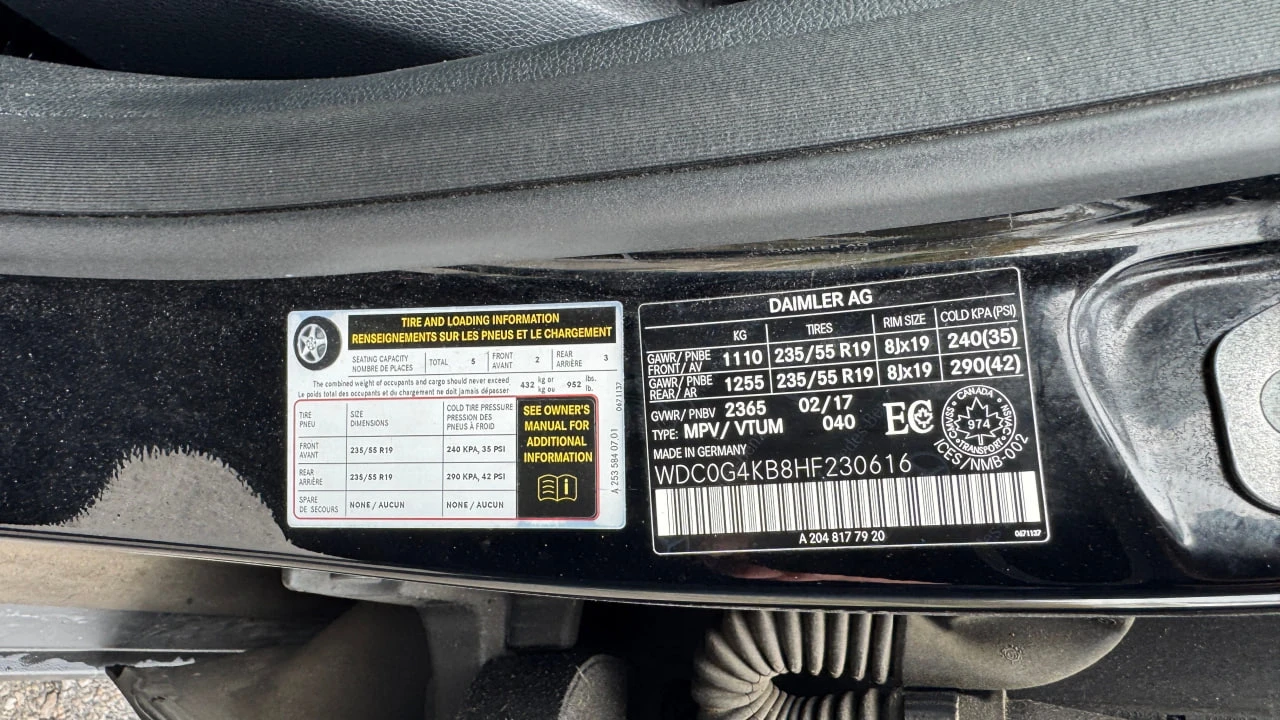 TIRE AND LOADING INFORMATION
RENSEIGNEMENTS SUR LES PNEUS ET LE CHARGEMENT
SEATING CAPACITY NOMBRE DE PLACES TOTAL 5 FRONT AVANT 2 REAR ARRIÈRE 3
The combined weight of occupants and cargo should never exceed
Le poids total des occupants et du chargement ne doit jamais dépasser
432 kg or kg ou 952 lbs. lb.
TIRE PNEU SIZE DIMENSIONS COLD TIRE PRESSURE PRESSION DES PNEUS À FROID
FRONT AVANT 235/55 R19 240 KPA, 35 PSI
REAR ARRIÈRE 235/55 R19 290 KPA, 42 PSI
SPARE DE SECOURS NONE / AUCUN NONE / AUCUN
SEE OWNER'S
MANUAL FOR
ADDITIONAL
INFORMATION
0671137
A 253 584 07 01
DAIMLER AG
KG TIRES RIM SIZE COLD KPA(PSI)
GAWR/PNBE FRONT/AV 1110 235/55 R19 8Jx19 240(35)
GAWR/PNBE REAR/AR 1255 235/55 R19 8Jx19 290(42)
GVWR/PNBV 2365 02/17
TYPE: MPV/VTUM 040
EC
CANADA
974
TRANSPORT
ICES/NMB-002
MADE IN GERMANY
WDC0G4KB8HF230616
A 204 817 79 20
0671137